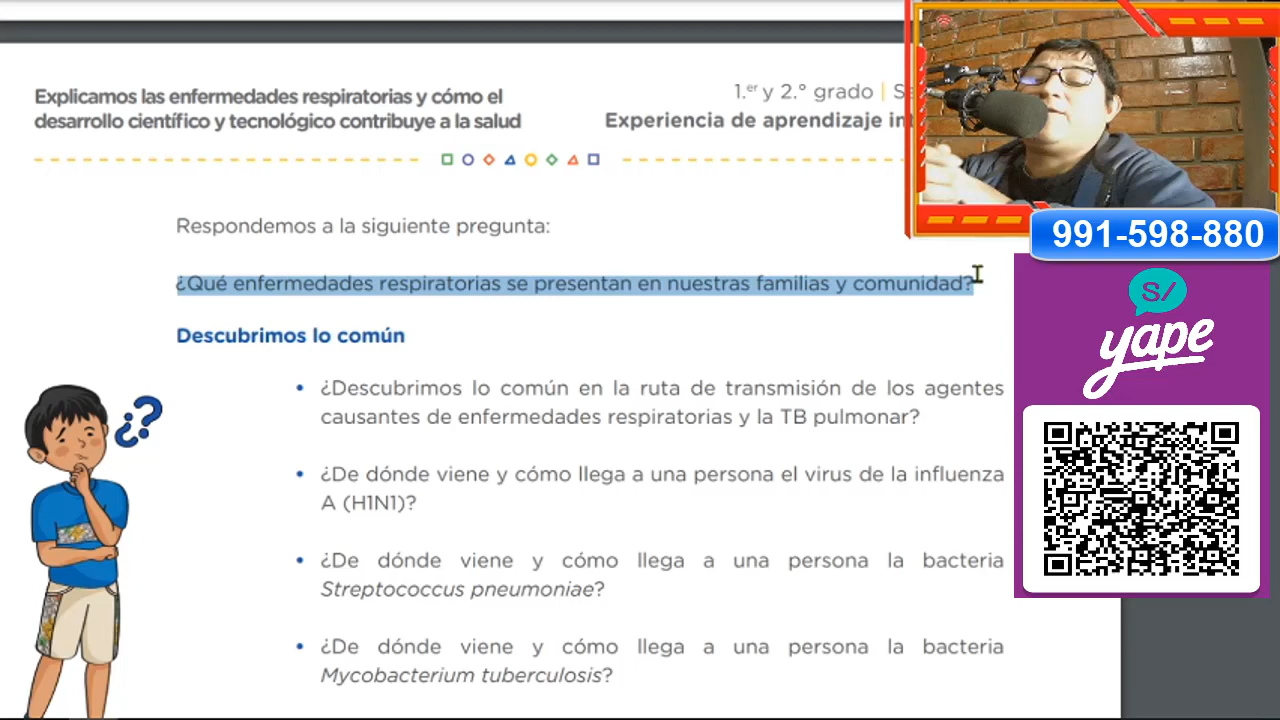 Explicamos las enfermedades respiratorias y cómo el
desarrollo científico y tecnológico contribuye a la salud
1.er y 2.° grado |
Experiencia de aprendizaje
Respondemos a la siguiente pregunta:
¿Qué enfermedades respiratorias se presentan en nuestras familias y comunidad?
Descubrimos lo común
• ¿Descubrimos lo común en la ruta de transmisión de los agentes
causantes de enfermedades respiratorias y la TB pulmonar?
• ¿De dónde viene y cómo llega a una persona el virus de la influenza
A (H1N1)?
• ¿De dónde viene y cómo llega a una persona la bacteria
Streptococcus pneumoniae?
• ¿De dónde viene y cómo llega a una persona la bacteria
Mycobacterium tuberculosis?
¿?
991-598-880
S/
yape